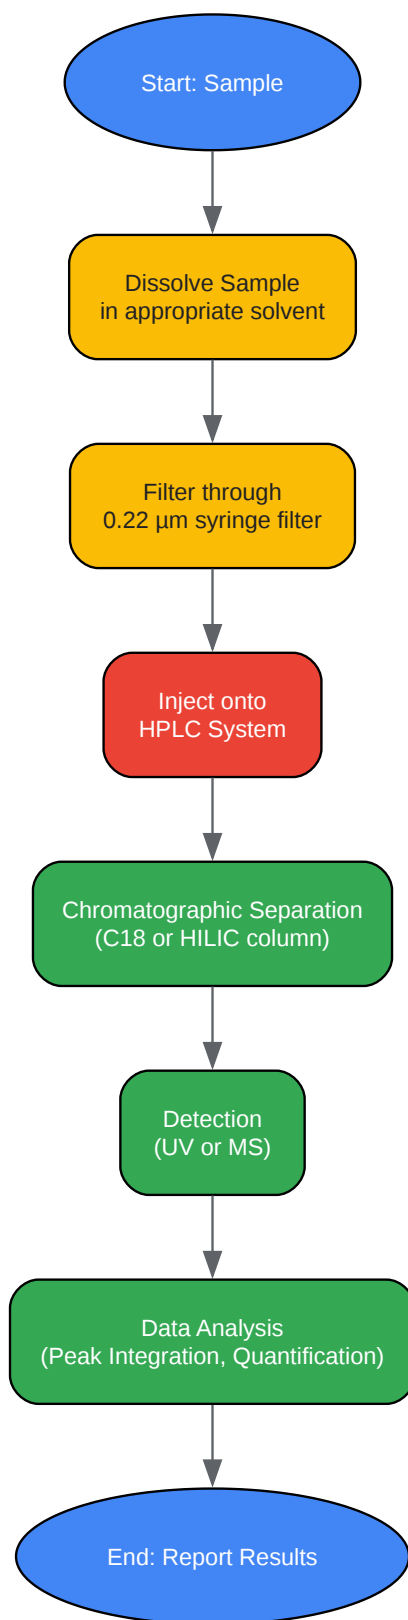 Start: Sample
Dissolve Sample
in appropriate solvent
Filter through
0.22 µm syringe filter
Inject onto
HPLC System
Chromatographic Separation
(C18 or HILIC column)
Detection
(UV or MS)
Data Analysis
(Peak Integration, Quantification)
End: Report Results